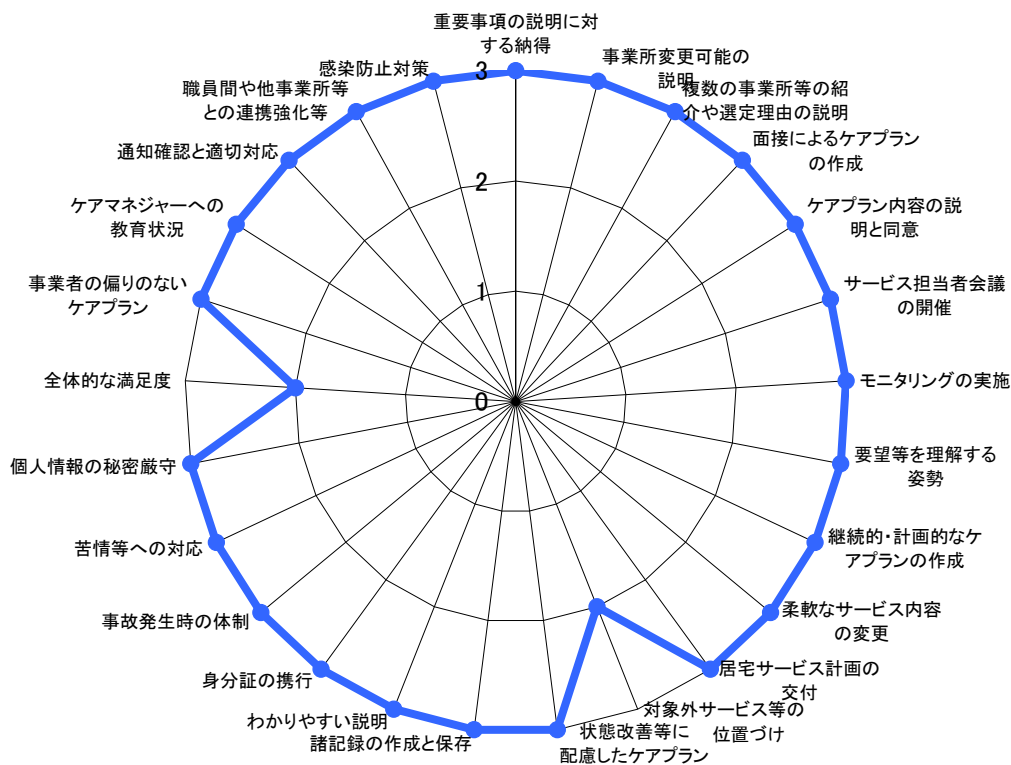 重要事項の説明に対
する納得
事業所変更可能の
説明
複数の事業所等の紹
介や選定理由の説明
面接によるケアプラン
の作成
ケアプラン内容の説
明と同意
サービス担当者会議
の開催
モニタリングの実施
要望等を理解する
姿勢
継続的・計画的なケ
アプランの作成
柔軟なサービス内容
の変更
居宅サービス計画の
交付
対象外サービス等の
位置づけ
状態改善等に
配慮したケアプラン
諸記録の作成と保存
わかりやすい説明
身分証の携行
事故発生時の体制
苦情等への対応
個人情報の秘密厳守
全体的な満足度
事業者の偏りのない
ケアプラン
ケアマネジャーへの
教育状況
通知確認と適切対応
職員間や他事業所等
との連携強化等
感染防止対策
3
2
1
0